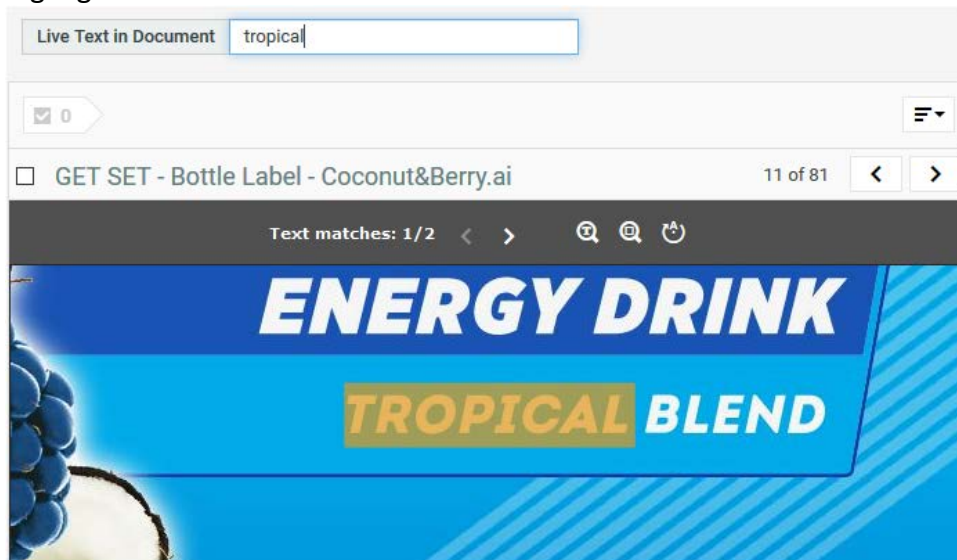 Live Text in Document tropical
0
GET SET - Bottle Label - Coconut&Berry.ai 11 of 81
Text matches: 1/2
ENERGY DRINK
TROPICAL BLEND